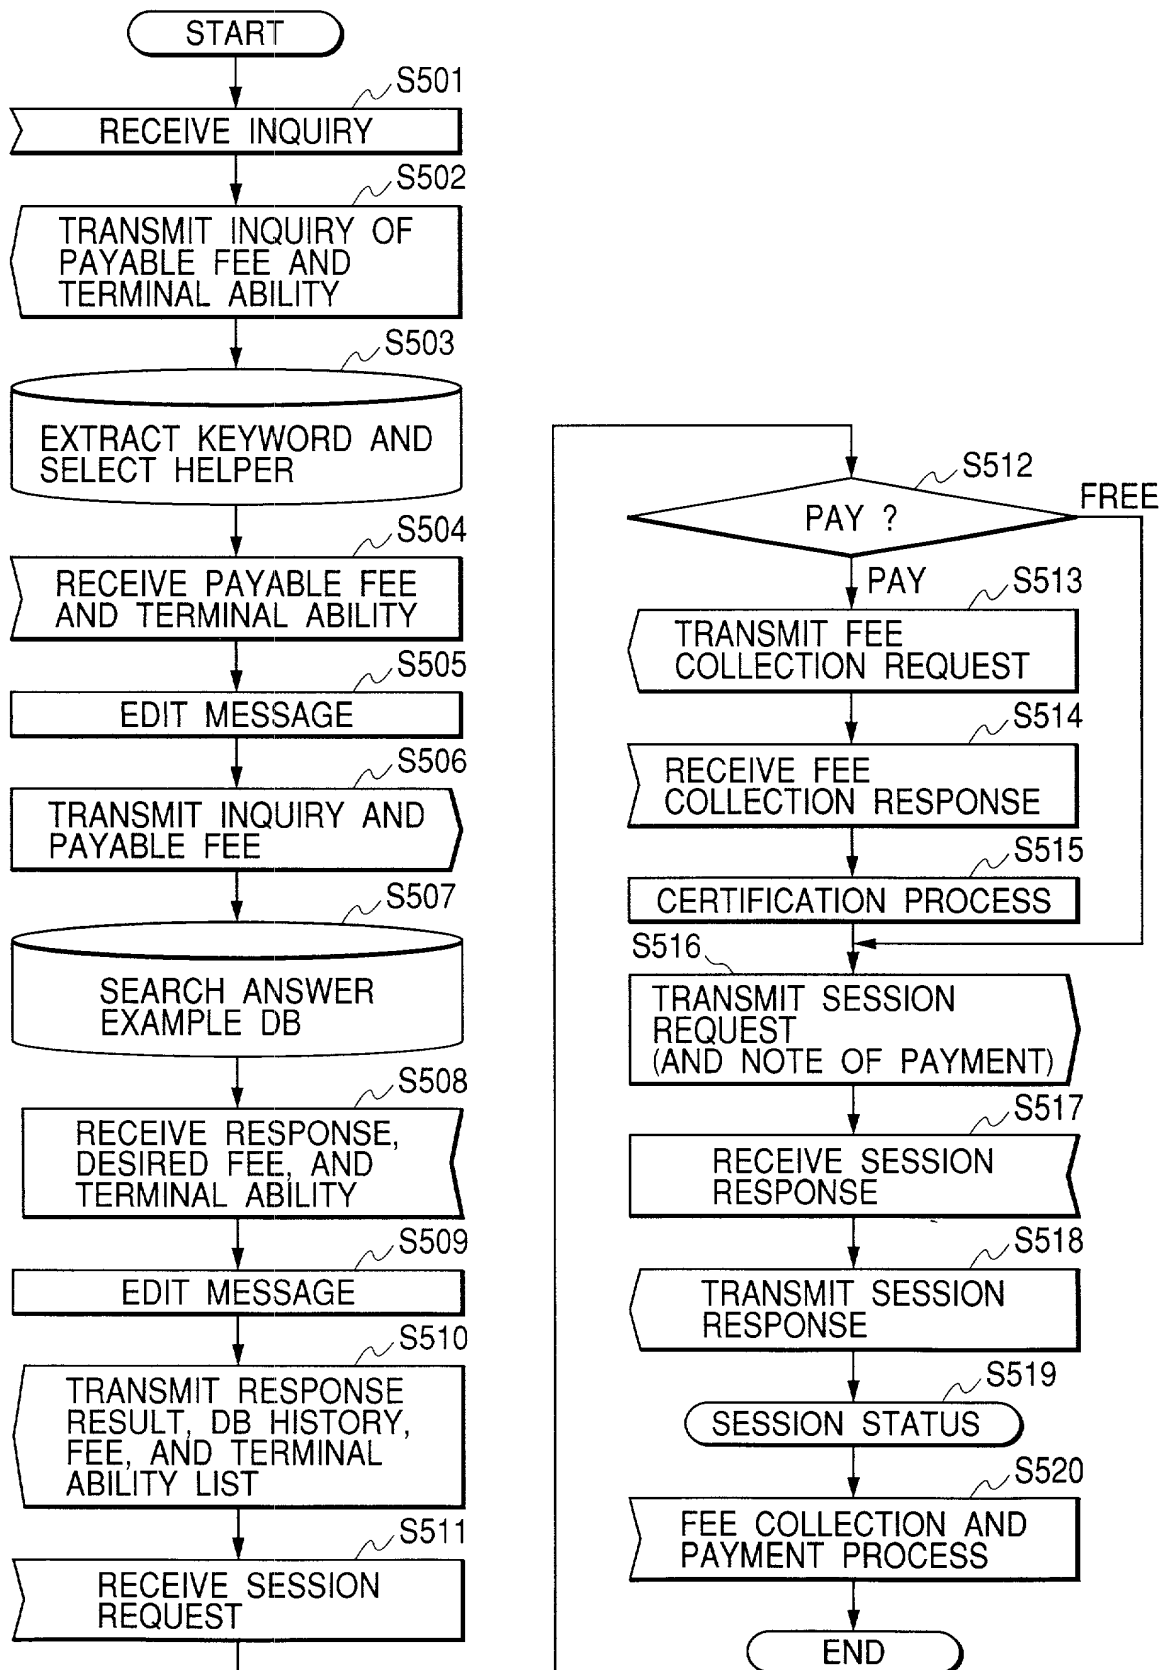 START
S501
RECEIVE INQUIRY
S502
TRANSMIT INQUIRY OF
PAYABLE FEE AND
TERMINAL ABILITY
S503
EXTRACT KEYWORD AND
SELECT HELPER
S504
RECEIVE PAYABLE FEE
AND TERMINAL ABILITY
S505
EDIT MESSAGE
S506
TRANSMIT INQUIRY AND
PAYABLE FEE
S507
SEARCH ANSWER
EXAMPLE DB
S508
RECEIVE RESPONSE,
DESIRED FEE, AND
TERMINAL ABILITY
S509
EDIT MESSAGE
S510
TRANSMIT RESPONSE
RESULT, DB HISTORY,
FEE, AND TERMINAL
ABILITY LIST
S511
RECEIVE SESSION
REQUEST
S512
PAY ?
FREE
PAY
S513
TRANSMIT FEE
COLLECTION REQUEST
S514
RECEIVE FEE
COLLECTION RESPONSE
S515
CERTIFICATION PROCESS
S516
TRANSMIT SESSION
REQUEST
(AND NOTE OF PAYMENT)
S517
RECEIVE SESSION
RESPONSE
S518
TRANSMIT SESSION
RESPONSE
S519
SESSION STATUS
S520
FEE COLLECTION AND
PAYMENT PROCESS
END